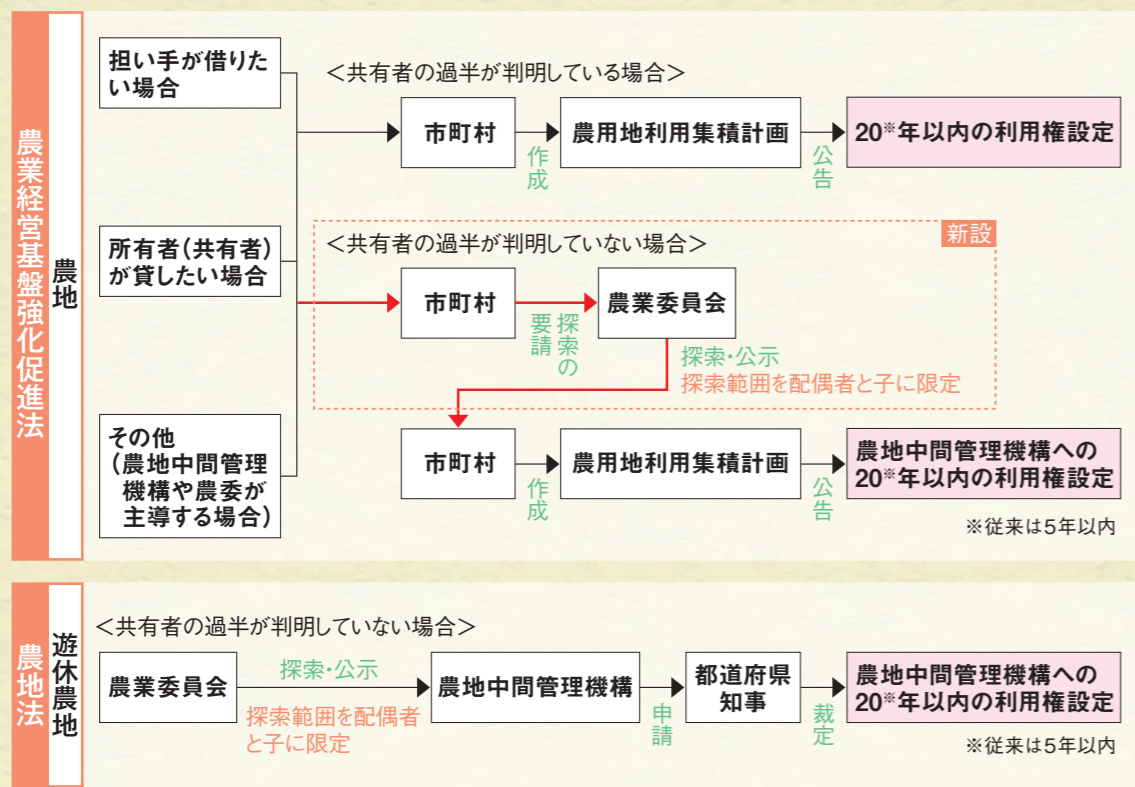 農業経営基盤強化促進法
農地
担い手が借りた
い場合
所有者（共有者）
が貸したい場合
その他
（農地中間管理
機構や農委が
主導する場合）
＜共有者の過半が判明している場合＞
市町村
作成
農用地利用集積計画
公告
20※年以内の利用権設定
＜共有者の過半が判明していない場合＞
新設
市町村
探索の
要請
農業委員会
探索・公示
探索範囲を配偶者と子に限定
市町村
作成
農用地利用集積計画
公告
農地中間管理機構への
20※年以内の利用権設定
※従来は5年以内
農地法
遊休農地
＜共有者の過半が判明していない場合＞
農業委員会
探索・公示
探索範囲を配偶者
と子に限定
農地中間管理機構
申請
都道府県
知事
裁定
農地中間管理機構への
20※年以内の利用権設定
※従来は5年以内